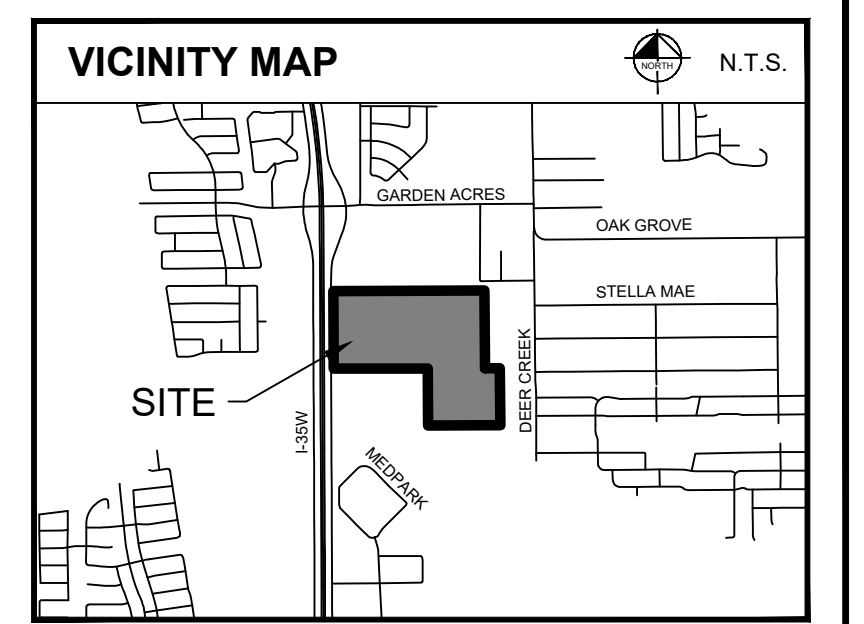 VICINITY MAP
NORTH
N.T.S.
GARDEN ACRES
OAK GROVE
STELLA MAE
DEER CREEK
SITE
I-35W
MEDPARK